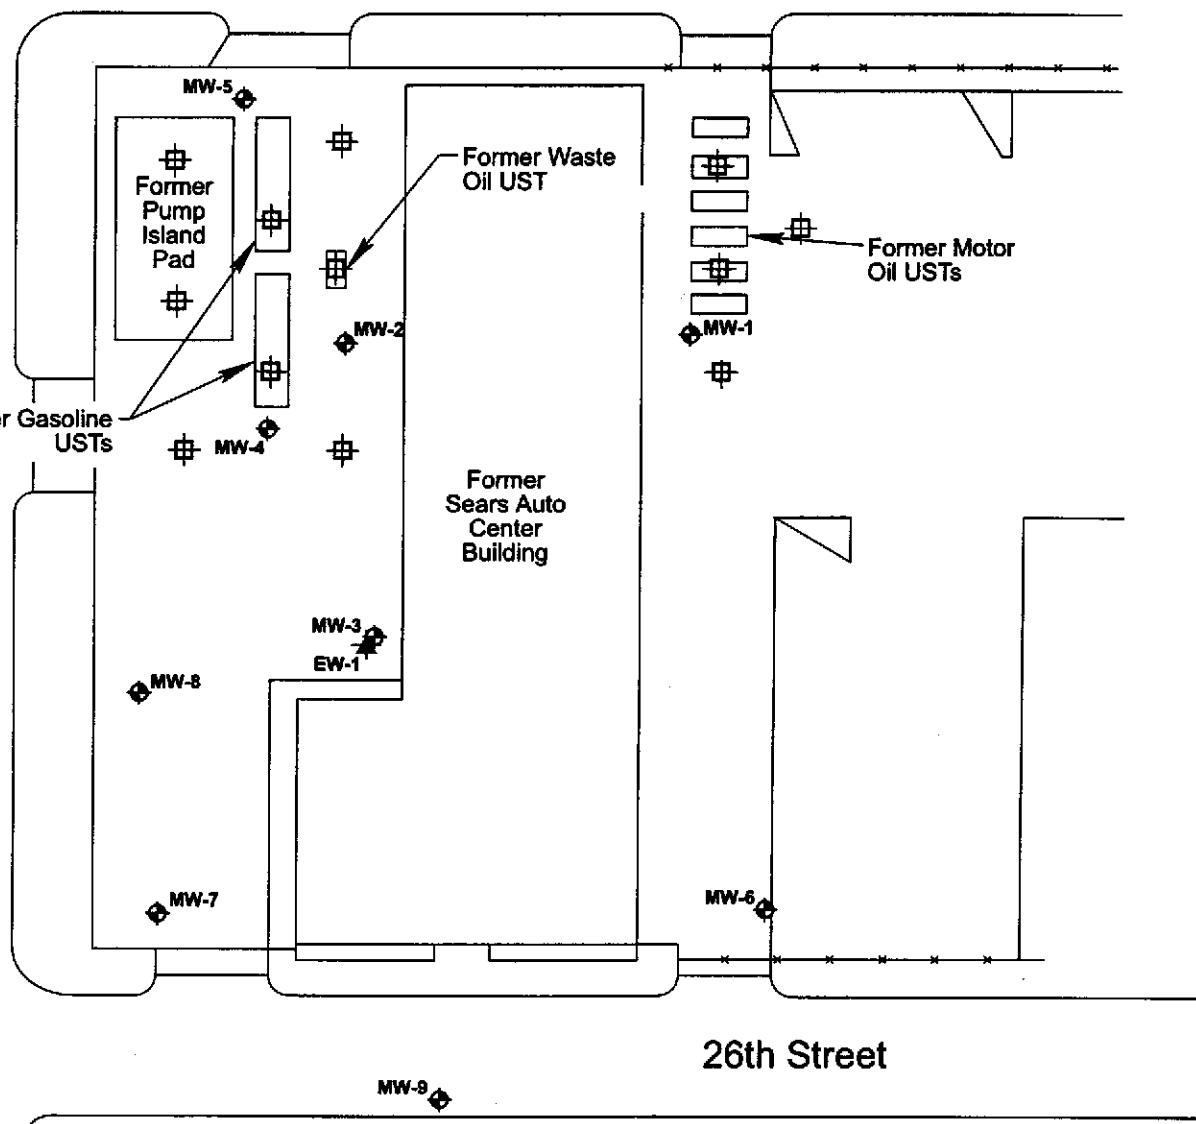 MW-5
Former Waste
Oil UST
Former
Pump
Island
Pad
Former Motor
Oil USTs
MW-2
MW-1
er Gasoline
USTs
MW-4
Former
Sears Auto
Center
Building
MW-3
EW-1
MW-8
MW-7
MW-6
26th Street
MW-9